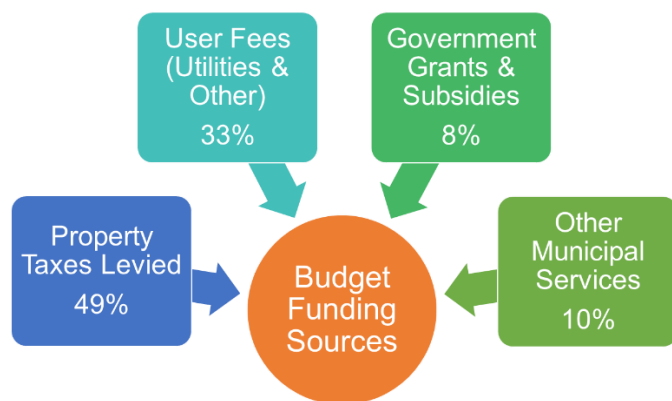 User Fees
(Utilities &
Other)
33%
Government
Grants &
Subsidies
8%
Property
Taxes Levied
49%
Other
Municipal
Services
10%
Budget
Funding
Sources